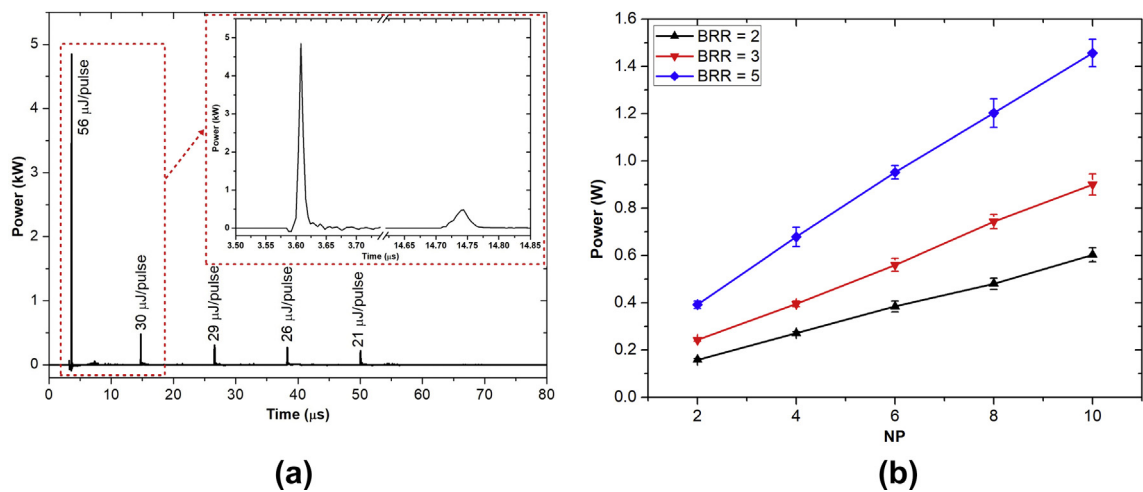 5
4
3
2
1
0
Power (kW)
0
10
20
30
40
50
60
70
80
Time (μs)
56 μJ/pulse
30 μJ/pulse
29 μJ/pulse
26 μJ/pulse
21 μJ/pulse
5
4
3
2
1
0
Power (kW)
3.50
3.55
3.60
3.65
3.70
14.65
14.70
14.75
14.80
14.85
Time (μs)
(a)
1.6
1.4
1.2
1.0
0.8
0.6
0.4
0.2
0.0
Power (W)
BRR = 2
BRR = 3
BRR = 5
2
4
6
8
10
NP
(b)